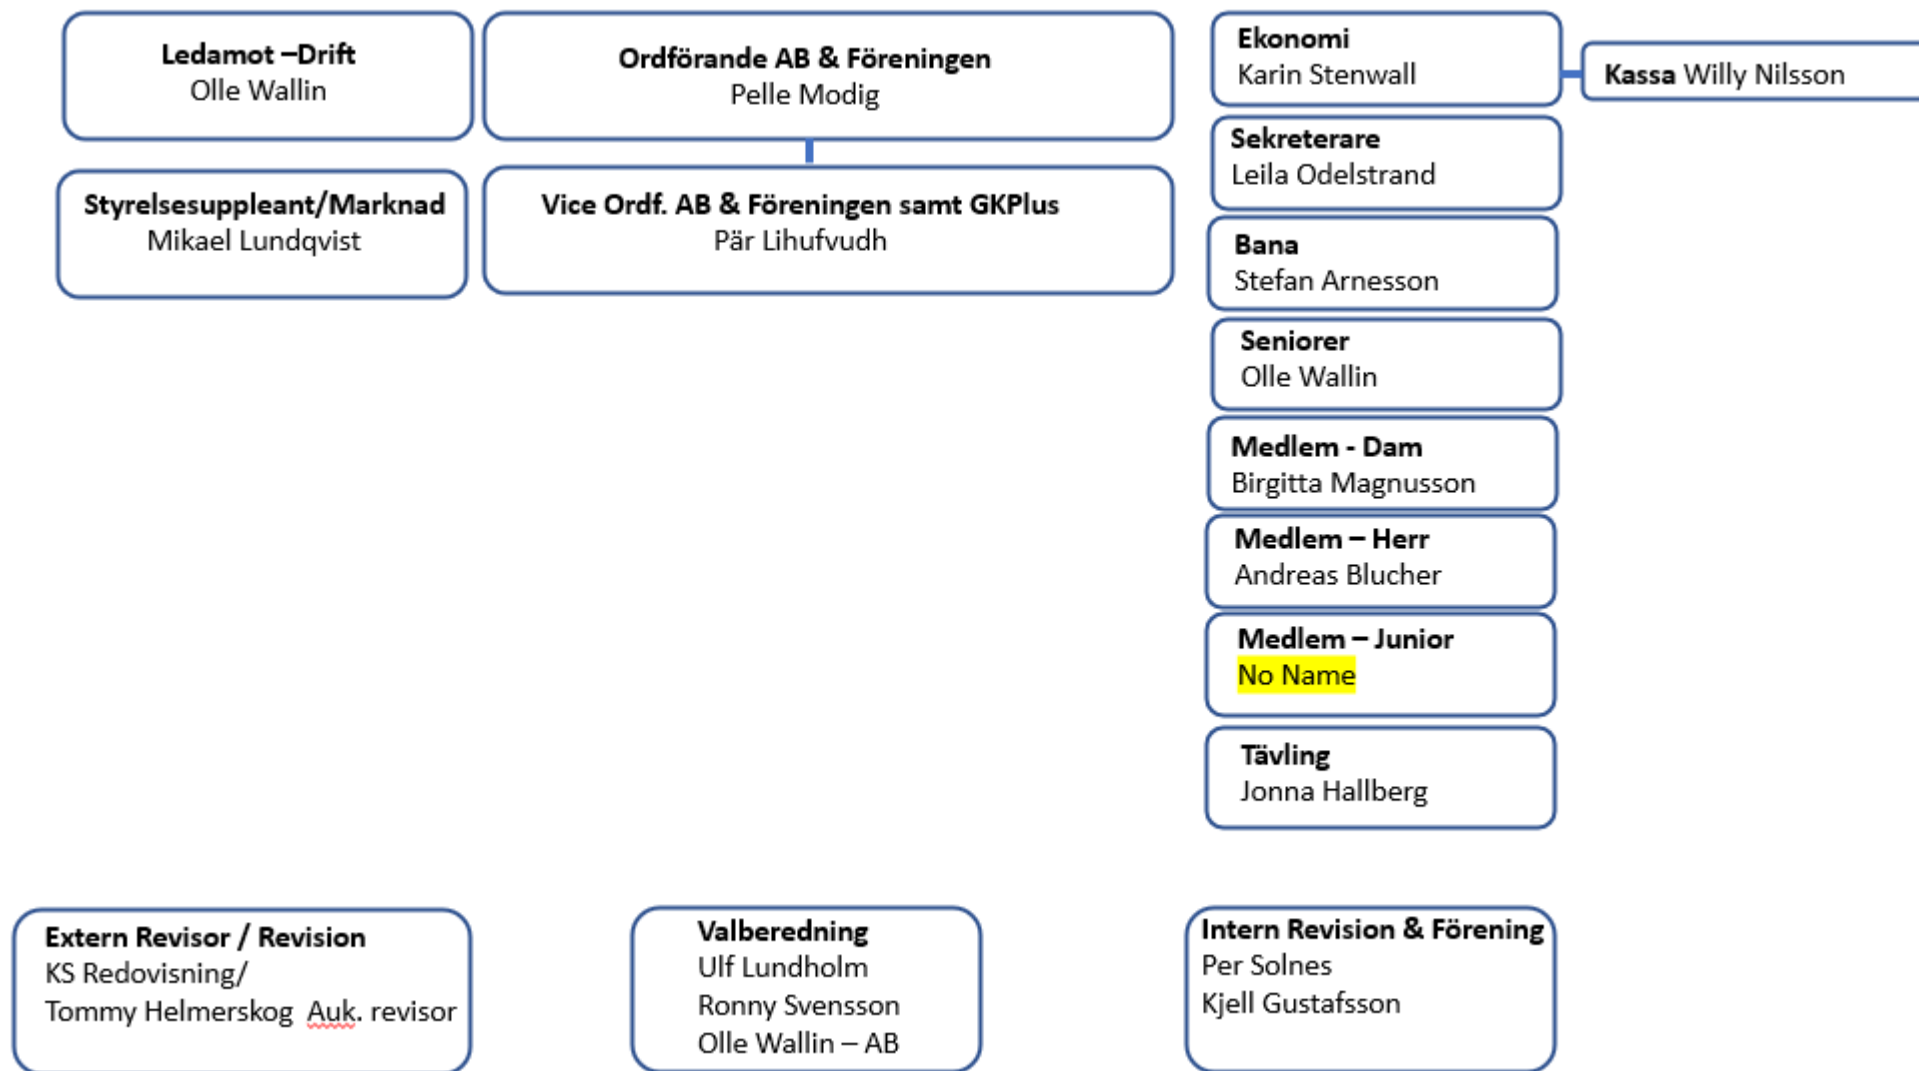 Ledamot –Drift
Olle Wallin
Ordförande AB & Föreningen
Pelle Modig
Styrelsesuppleant/Marknad
Mikael Lundqvist
Vice Ordf. AB & Föreningen samt GKPlus
Pär Lihufvudh
Ekonomi
Karin Stenwall
Kassa Willy Nilsson
Sekreterare
Leila Odelstrand
Bana
Stefan Arnesson
Seniorer
Olle Wallin
Medlem - Dam
Birgitta Magnusson
Medlem – Herr
Andreas Blucher
Medlem – Junior
No Name
Tävling
Jonna Hallberg
Extern Revisor / Revision
KS Redovisning/
Tommy Helmerskog Auk. revisor
Valberedning
Ulf Lundholm
Ronny Svensson
Olle Wallin – AB
Intern Revision & Förening
Per Solnes
Kjell Gustafsson